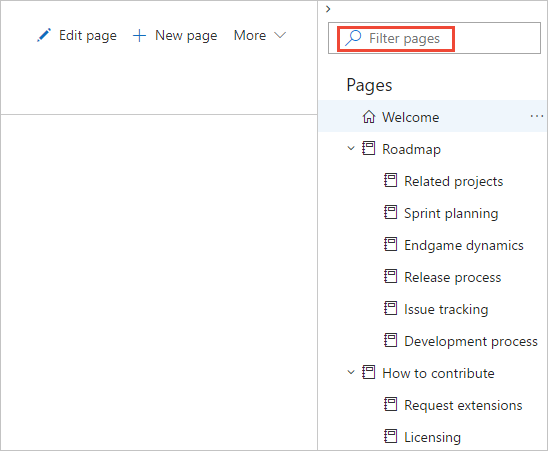 Edit page New page More
Filter pages
Pages
Welcome
Roadmap
Related projects
Sprint planning
Endgame dynamics
Release process
Issue tracking
Development process
How to contribute
Request extensions
Licensing